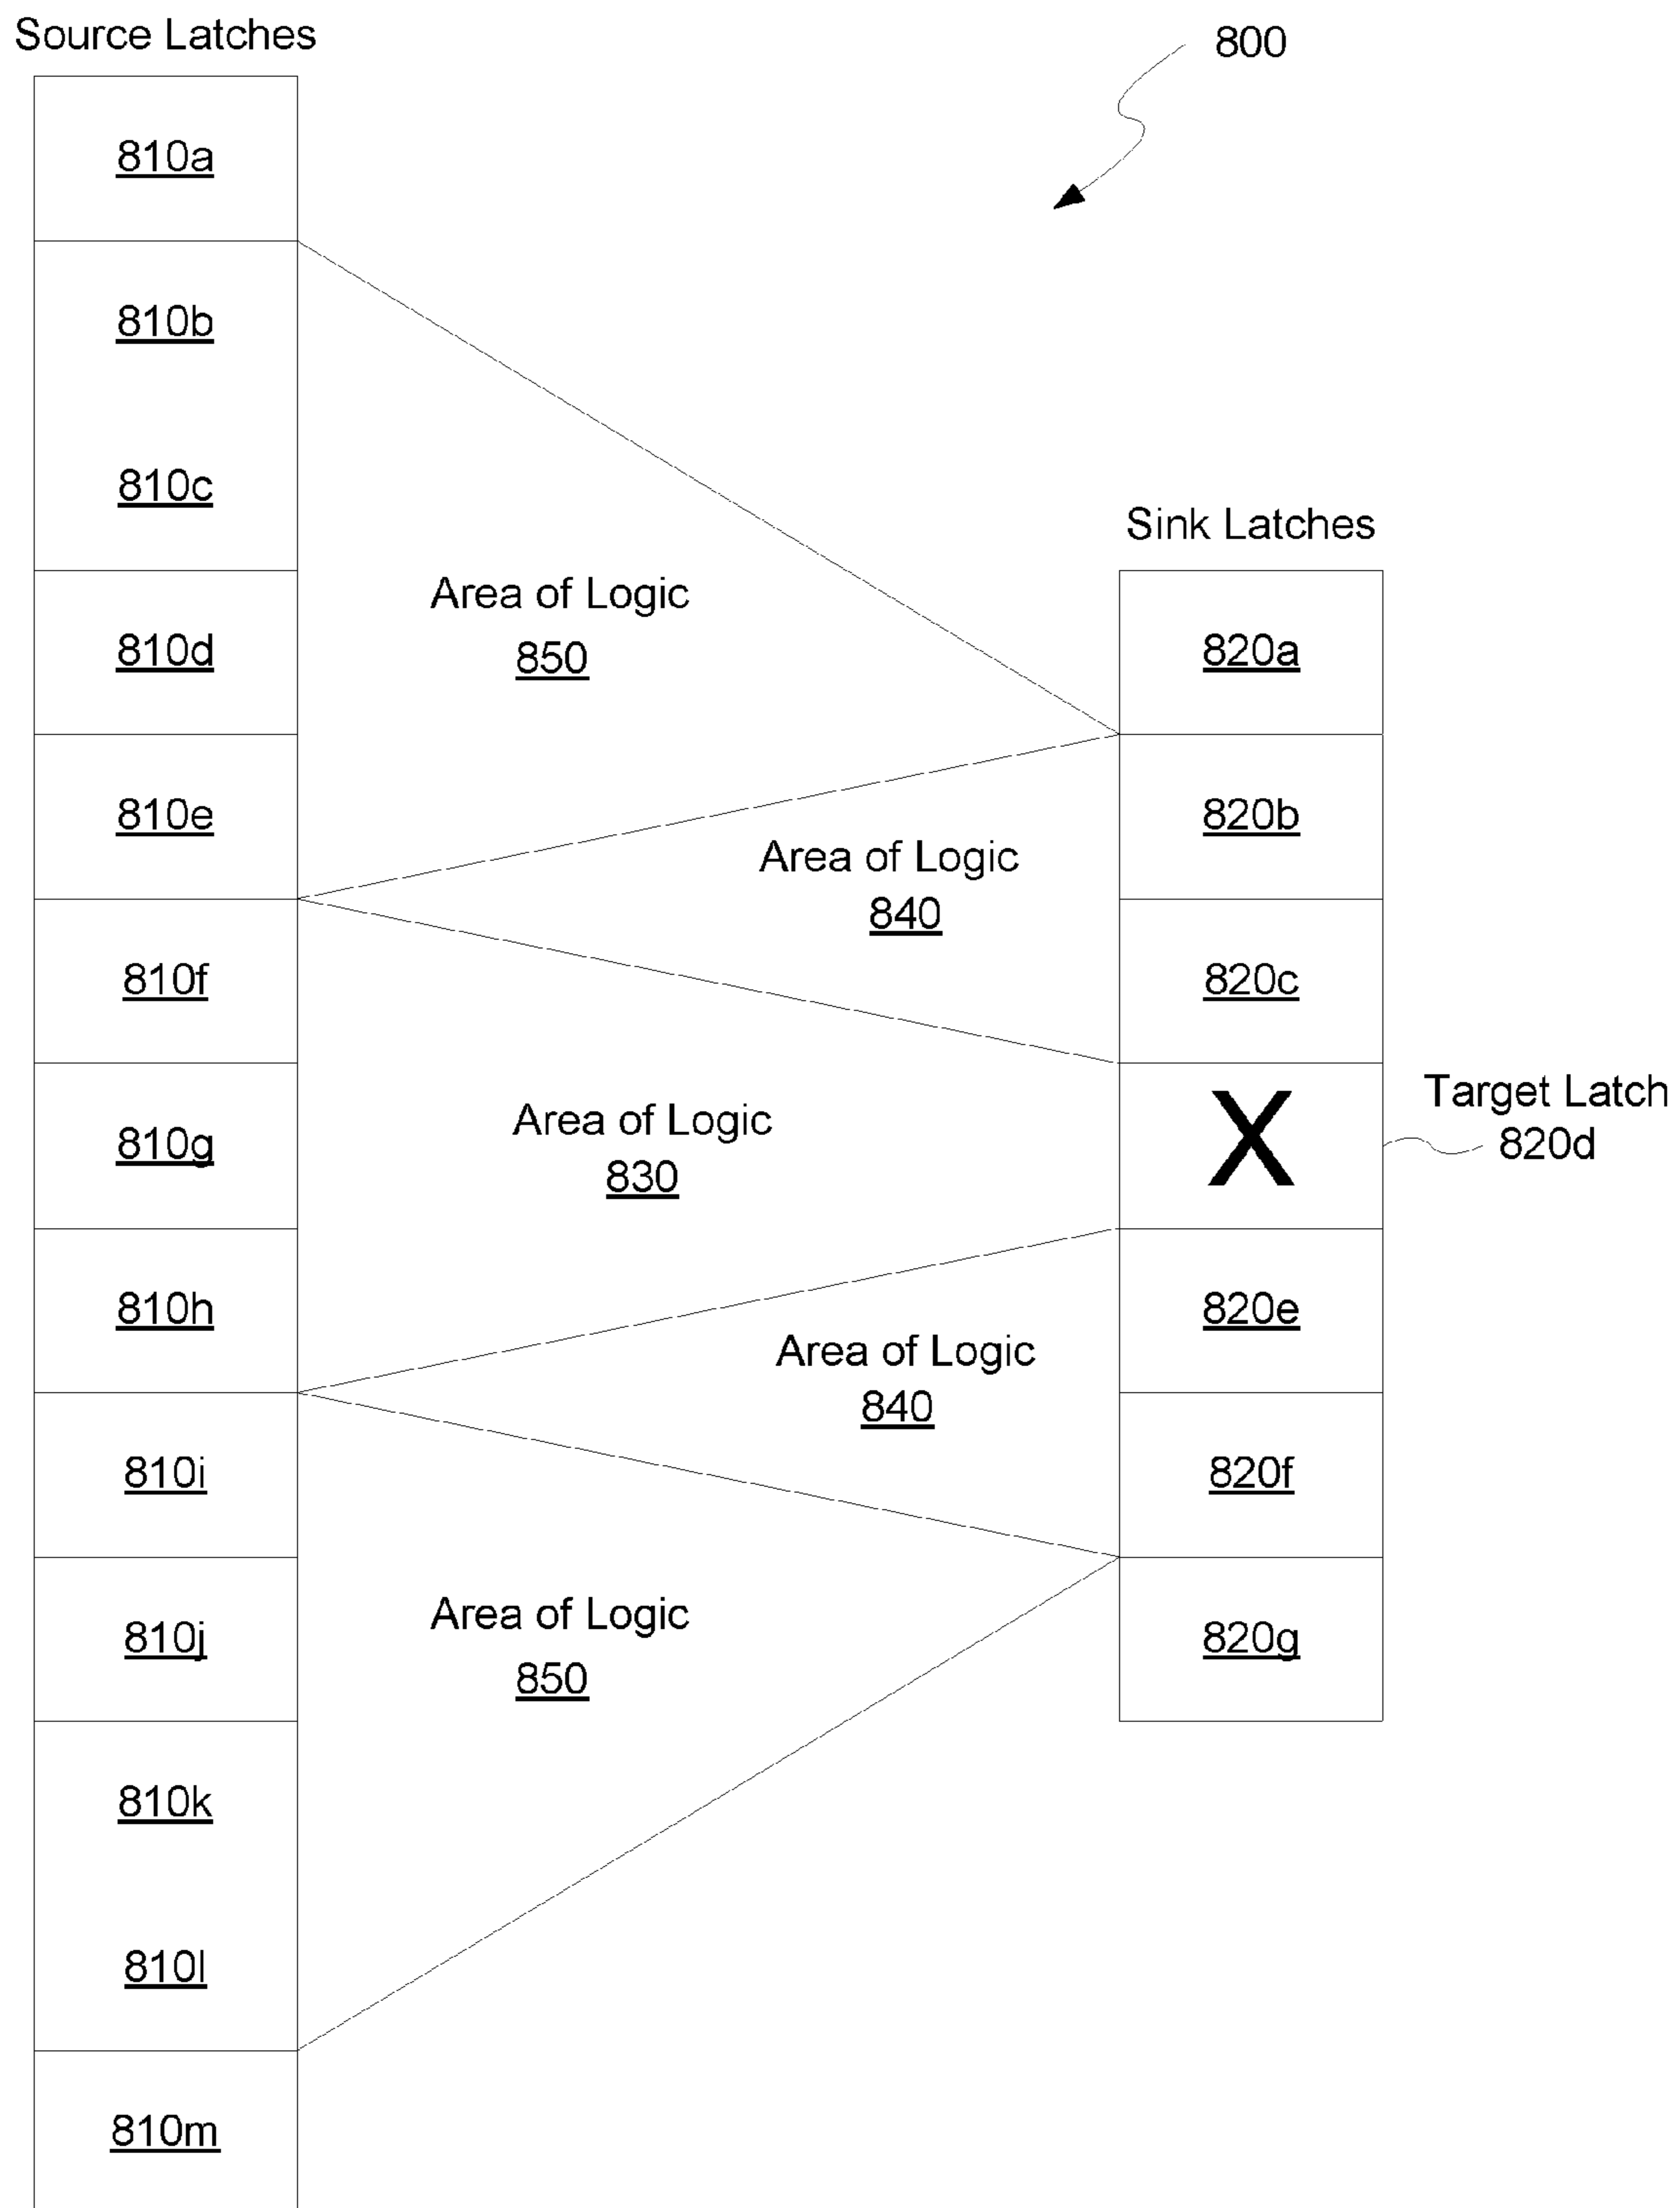 Source Latches
800
810a
810b
810c
Sink Latches
Area of Logic
850
810d
820a
810e
820b
Area of Logic
840
810f
820c
Target Latch
820d
X
Area of Logic
830
810g
810h
820e
Area of Logic
840
810i
820f
Area of Logic
850
810j
820g
810k
810l
810m